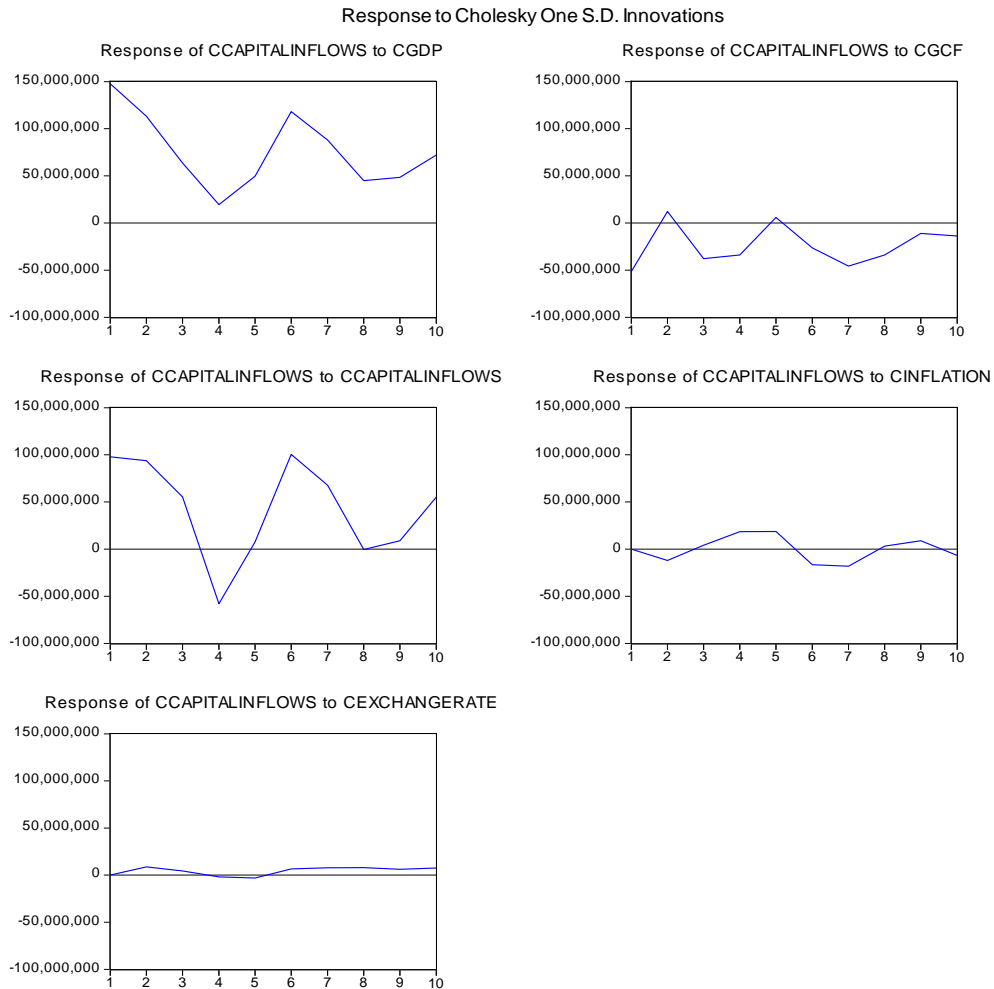 Response to Cholesky One S.D. Innovations
Response of CCAPITALINFLOWS to CGDP
150,000,000
100,000,000
50,000,000
0
-50,000,000
-100,000,000
1 2 3 4 5 6 7 8 9 10
Response of CCAPITALINFLOWS to CGCF
150,000,000
100,000,000
50,000,000
0
-50,000,000
-100,000,000
1 2 3 4 5 6 7 8 9 10
Response of CCAPITALINFLOWS to CCAPITALINFLOWS
150,000,000
100,000,000
50,000,000
0
-50,000,000
-100,000,000
1 2 3 4 5 6 7 8 9 10
Response of CCAPITALINFLOWS to CINFLATION
150,000,000
100,000,000
50,000,000
0
-50,000,000
-100,000,000
1 2 3 4 5 6 7 8 9 10
Response of CCAPITALINFLOWS to CEXCHANGERATE
150,000,000
100,000,000
50,000,000
0
-50,000,000
-100,000,000
1 2 3 4 5 6 7 8 9 10